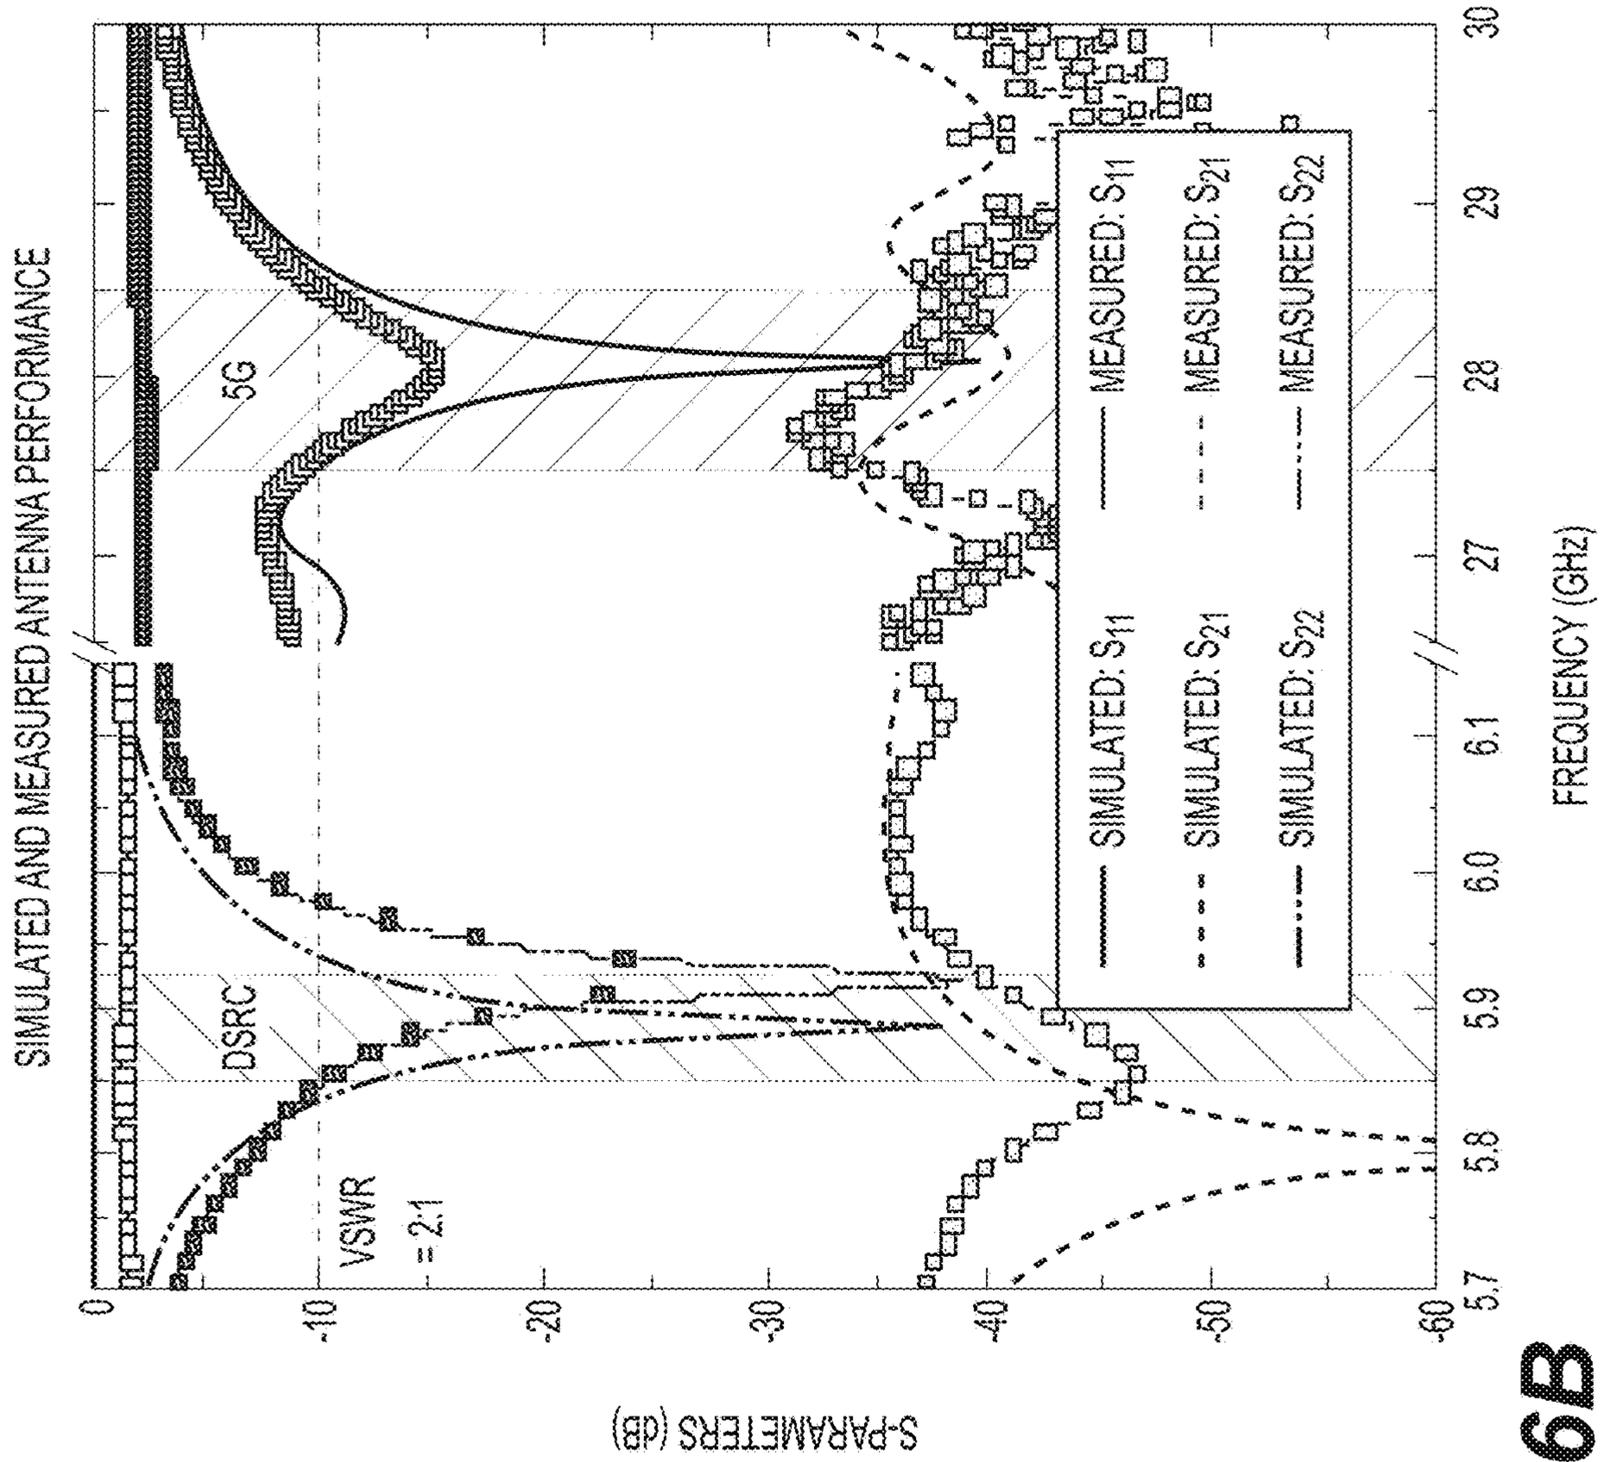 SIMULATED AND MEASURED ANTENNA PERFORMANCE
S-PARAMETERS (dB)
0
-10
-20
-30
-40
-50
-60
DSRC
5G
VSWR
= 2:1
SIMULATED: S11
MEASURED: S11
SIMULATED: S21
MEASURED: S21
SIMULATED: S22
MEASURED: S22
5.7
5.8
5.9
6.0
6.1
27
28
29
30
FREQUENCY (GHz)
6B